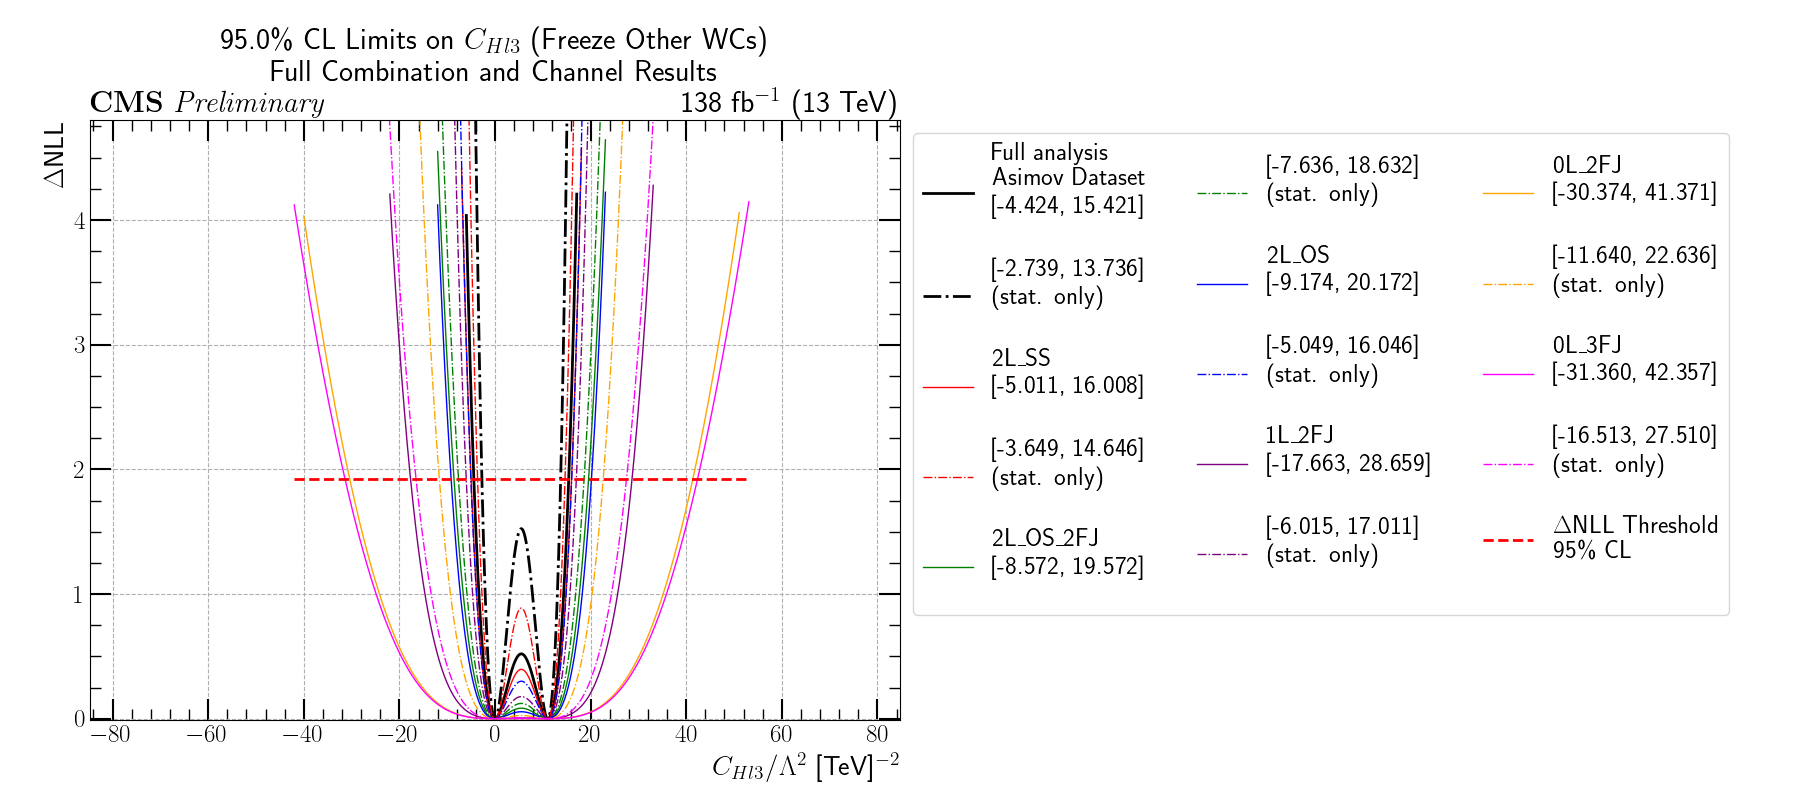 95.0% CL Limits on C_{Hl3} (Freeze Other WCs)
Full Combination and Channel Results
CMS Preliminary
138 fb^{-1} (13 TeV)
ΔNLL
4
3
2
1
0
−80
−60
−40
−20
0
20
40
60
80
C_{Hl3}/Λ^2 [TeV]^{-2}
Full analysis
Asimov Dataset
[-4.424, 15.421]
[-2.739, 13.736]
(stat. only)
2L_SS
[-5.011, 16.008]
[-3.649, 14.646]
(stat. only)
2L_OS_2FJ
[-8.572, 19.572]
[-7.636, 18.632]
(stat. only)
2L_OS
[-9.174, 20.172]
[-5.049, 16.046]
(stat. only)
1L_2FJ
[-17.663, 28.659]
[-6.015, 17.011]
(stat. only)
0L_2FJ
[-30.374, 41.371]
[-11.640, 22.636]
(stat. only)
0L_3FJ
[-31.360, 42.357]
[-16.513, 27.510]
(stat. only)
ΔNLL Threshold
95% CL